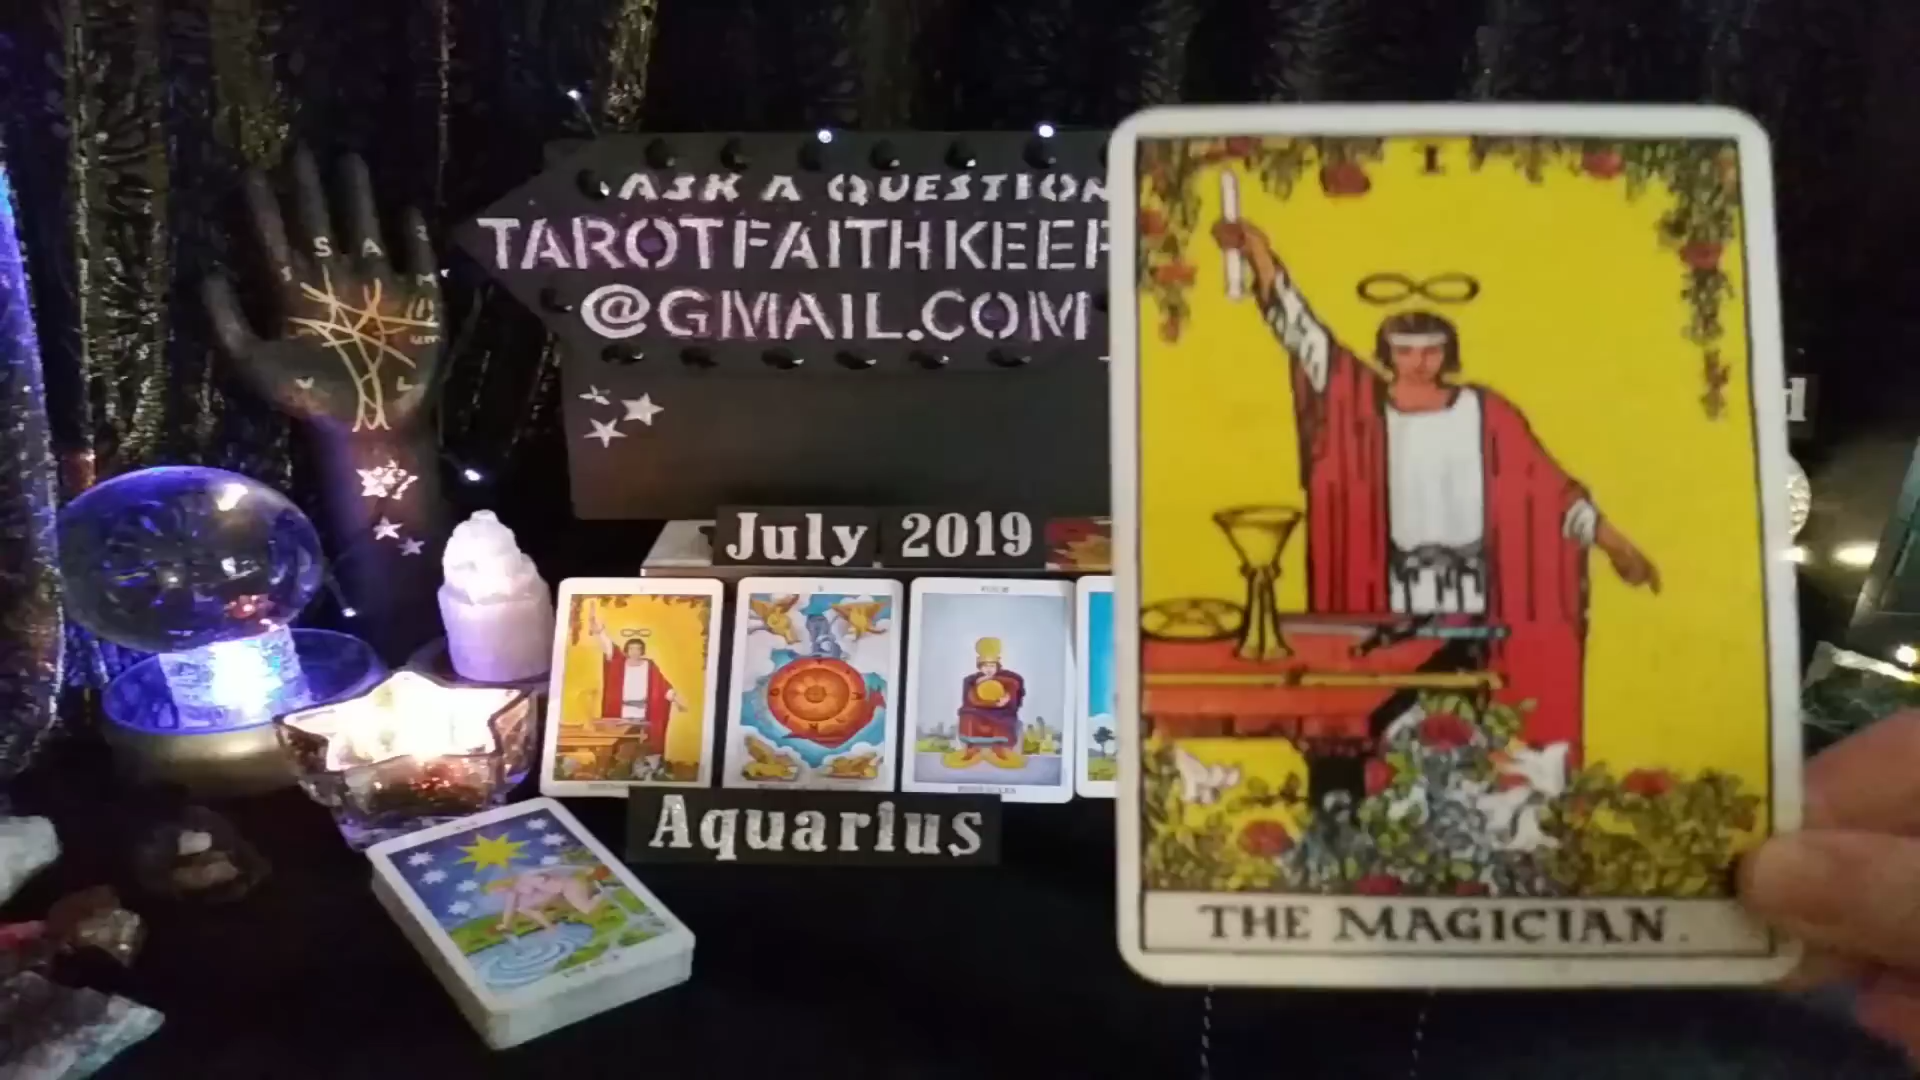 ASK A QUESTION
TAROTFAITHKEEP
@GMAIL.COM
S A
July 2019
Aquarius
I
THE MAGICIAN.